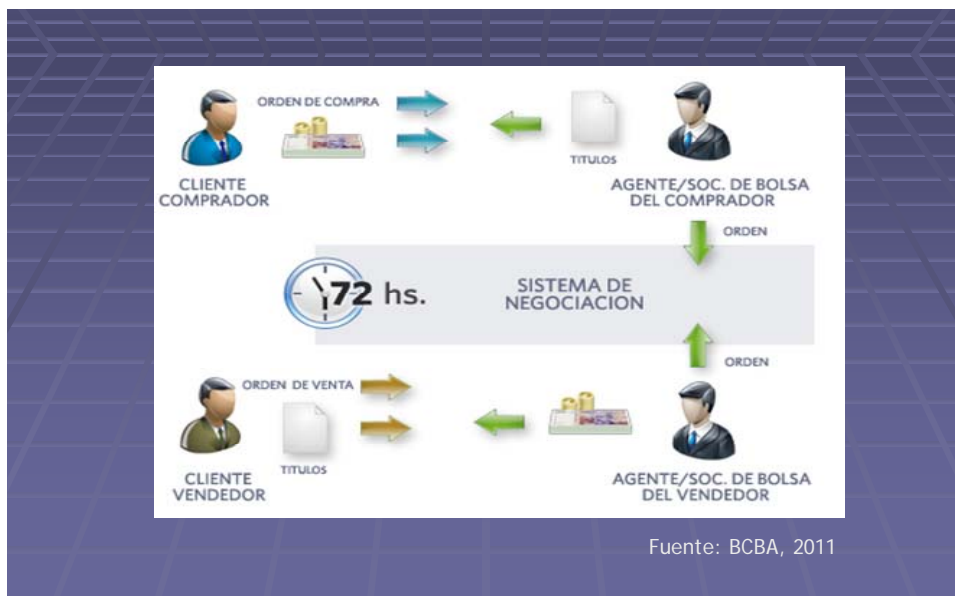 ORDEN DE COMPRA
TITULOS
CLIENTE
COMPRADOR
AGENTE/SOC. DE BOLSA
DEL COMPRADOR
ORDEN
72 hs.
SISTEMA DE
NEGOCIACION
ORDEN
ORDEN DE VENTA
TITULOS
CLIENTE
VENDEDOR
AGENTE/SOC. DE BOLSA
DEL VENDEDOR
Fuente: BCBA, 2011